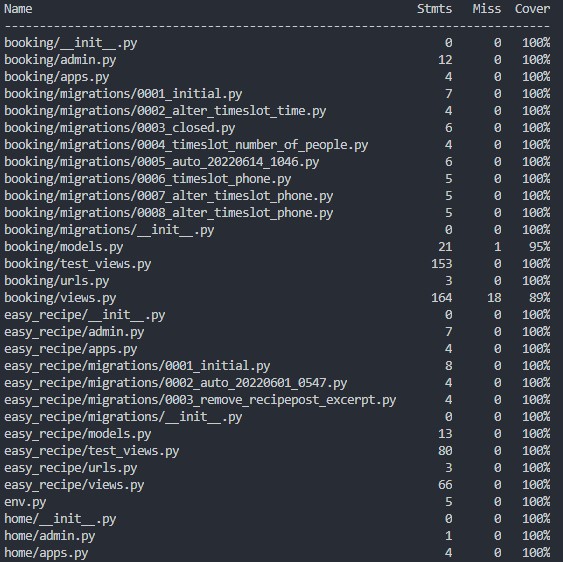 Name Stmts Miss Cover
---------------------------------------------------------------------------
booking/__init__.py 0 0 100%
booking/admin.py 12 0 100%
booking/apps.py 4 0 100%
booking/migrations/0001_initial.py 7 0 100%
booking/migrations/0002_alter_timeslot_time.py 4 0 100%
booking/migrations/0003_closed.py 6 0 100%
booking/migrations/0004_timeslot_number_of_people.py 4 0 100%
booking/migrations/0005_auto_20220614_1046.py 6 0 100%
booking/migrations/0006_timeslot_phone.py 5 0 100%
booking/migrations/0007_alter_timeslot_phone.py 5 0 100%
booking/migrations/0008_alter_timeslot_phone.py 5 0 100%
booking/migrations/__init__.py 0 0 100%
booking/models.py 21 1 95%
booking/test_views.py 153 0 100%
booking/urls.py 3 0 100%
booking/views.py 164 18 89%
easy_recipe/__init__.py 0 0 100%
easy_recipe/admin.py 7 0 100%
easy_recipe/apps.py 4 0 100%
easy_recipe/migrations/0001_initial.py 8 0 100%
easy_recipe/migrations/0002_auto_20220601_0547.py 4 0 100%
easy_recipe/migrations/0003_remove_recipepost_excerpt.py 4 0 100%
easy_recipe/migrations/__init__.py 0 0 100%
easy_recipe/models.py 13 0 100%
easy_recipe/test_views.py 80 0 100%
easy_recipe/urls.py 3 0 100%
easy_recipe/views.py 66 0 100%
env.py 5 0 100%
home/__init__.py 0 0 100%
home/admin.py 1 0 100%
home/apps.py 4 0 100%